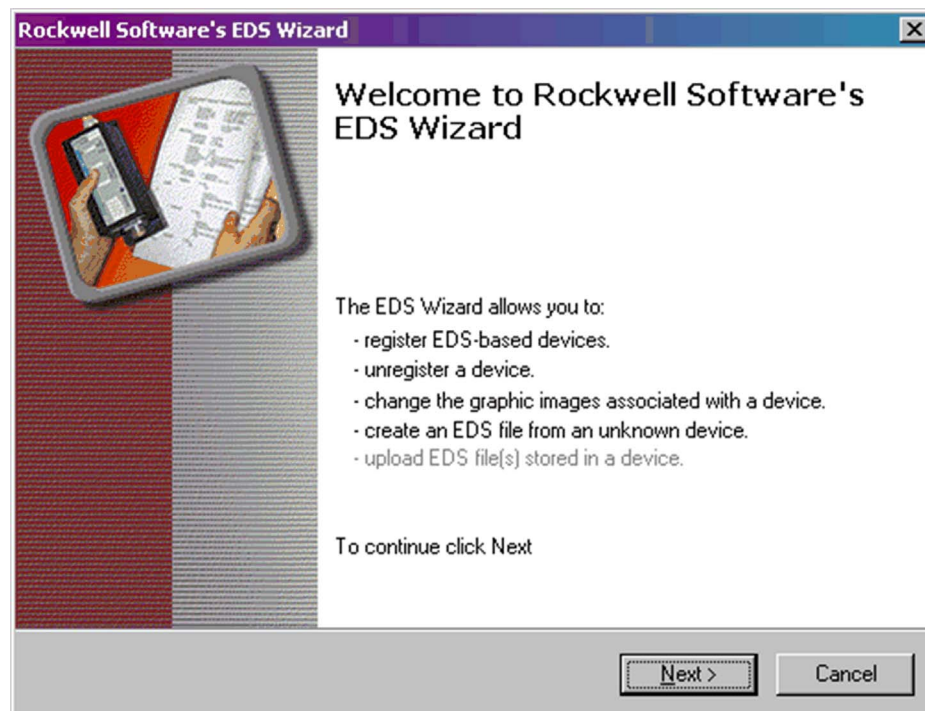 Rockwell Software's EDS Wizard
Welcome to Rockwell Software's
EDS Wizard
The EDS Wizard allows you to:
- register EDS-based devices.
- unregister a device.
- change the graphic images associated with a device.
- create an EDS file from an unknown device.
- upload EDS file(s) stored in a device.
To continue click Next
Next >
Cancel